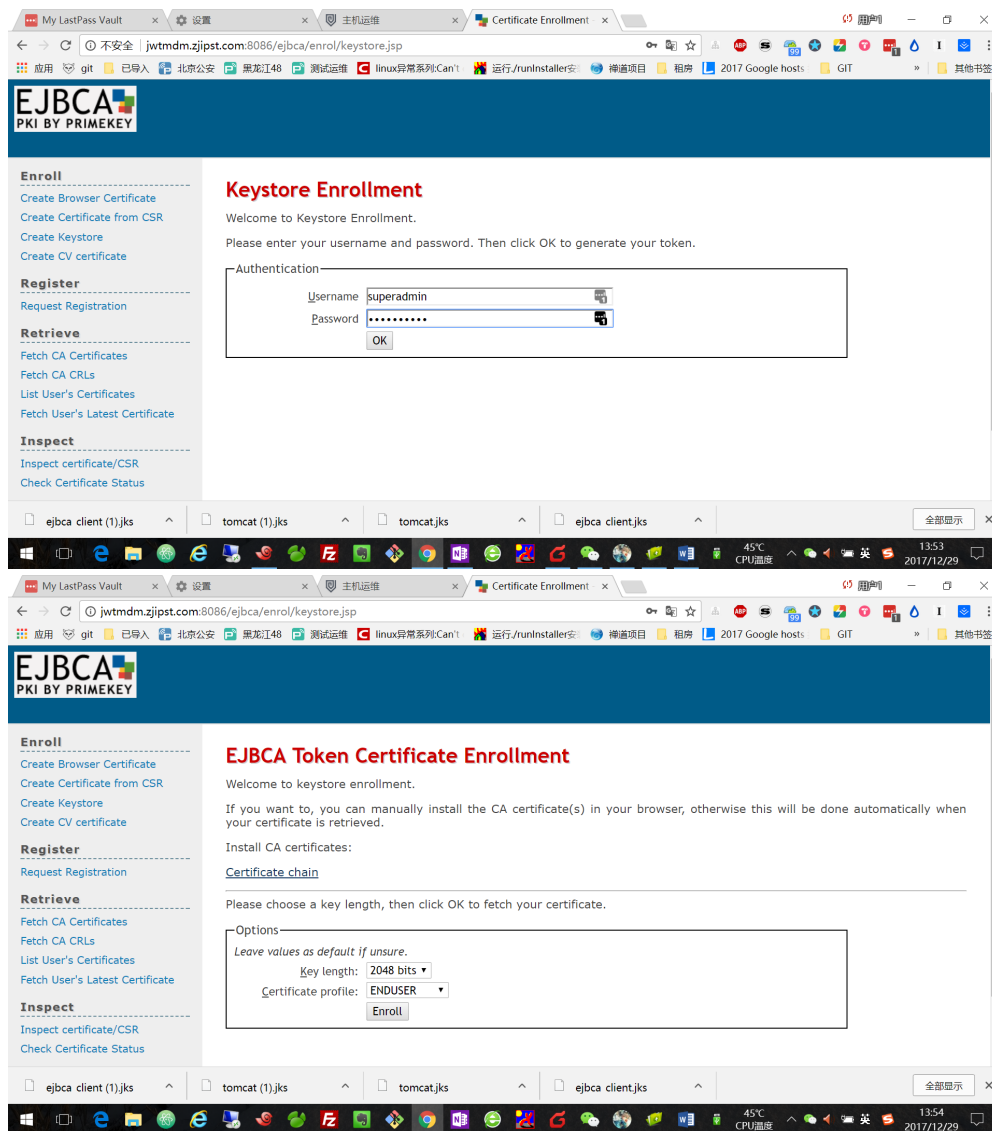 My LastPass Vault × 设置 × 主机运维 × Certificate Enrollment ×
不安全 | jwtmdm.zjipst.com:8086/ejbca/enrol/keystore.jsp
应用 git 已导入 北京公安 黑龙江48 测试运维 linux异常系列:Can't 运行./runInstaller安 禅道项目 租房 2017 Google hosts GIT » 其他书签
EJBCA
PKI BY PRIMEKEY
Enroll
Create Browser Certificate
Create Certificate from CSR
Create Keystore
Create CV certificate
Register
Request Registration
Retrieve
Fetch CA Certificates
Fetch CA CRLs
List User's Certificates
Fetch User's Latest Certificate
Inspect
Inspect certificate/CSR
Check Certificate Status
Keystore Enrollment
Welcome to Keystore Enrollment.
Please enter your username and password. Then click OK to generate your token.
Authentication
Username superadmin
Password ••••••••••
OK
ejbca client (1).jks tomcat (1).jks tomcat.jks ejbca client.jks 全部显示 ×
45°C
CPU温度
英
13:53
2017/12/29
My LastPass Vault × 设置 × 主机运维 × Certificate Enrollment ×
jwtmdm.zjipst.com:8086/ejbca/enrol/keystore.jsp
应用 git 已导入 北京公安 黑龙江48 测试运维 linux异常系列:Can't 运行./runInstaller安 禅道项目 租房 2017 Google hosts GIT » 其他书签
EJBCA
PKI BY PRIMEKEY
Enroll
Create Browser Certificate
Create Certificate from CSR
Create Keystore
Create CV certificate
Register
Request Registration
Retrieve
Fetch CA Certificates
Fetch CA CRLs
List User's Certificates
Fetch User's Latest Certificate
Inspect
Inspect certificate/CSR
Check Certificate Status
EJBCA Token Certificate Enrollment
Welcome to keystore enrollment.
If you want to, you can manually install the CA certificate(s) in your browser, otherwise this will be done automatically when
your certificate is retrieved.
Install CA certificates:
Certificate chain
Please choose a key length, then click OK to fetch your certificate.
Options
Leave values as default if unsure.
Key length: 2048 bits
Certificate profile: ENDUSER
Enroll
ejbca client (1).jks tomcat (1).jks tomcat.jks ejbca client.jks 全部显示 ×
45°C
CPU温度
英
13:54
2017/12/29